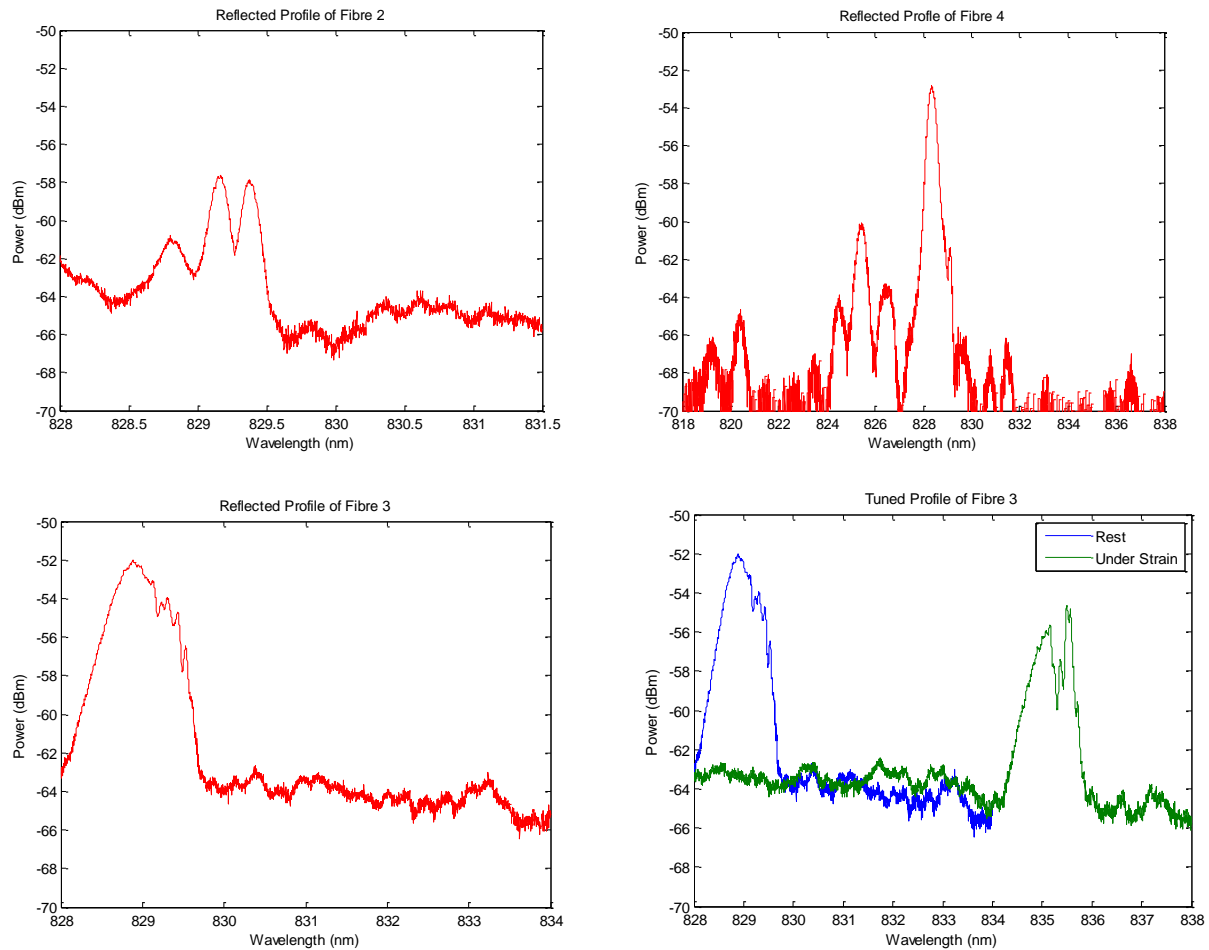 Reflected Profile of Fibre 2
-50
-52
-54
-56
-58
-60
-62
-64
-66
-68
-70
Power (dBm)
828 828.5 829 829.5 830 830.5 831 831.5
Wavelength (nm)
Reflected Profle of Fibre 4
-50
-52
-54
-56
-58
-60
-62
-64
-66
-68
-70
Power (dBm)
818 820 822 824 826 828 830 832 834 836 838
Wavelength (nm)
Reflected Profile of Fibre 3
-50
-52
-54
-56
-58
-60
-62
-64
-66
-68
-70
Power (dBm)
828 829 830 831 832 833 834
Wavelength (nm)
Tuned Profile of Fibre 3
Rest
Under Strain
-50
-52
-54
-56
-58
-60
-62
-64
-66
-68
-70
Power (dBm)
828 829 830 831 832 833 834 835 836 837 838
Wavelength (nm)